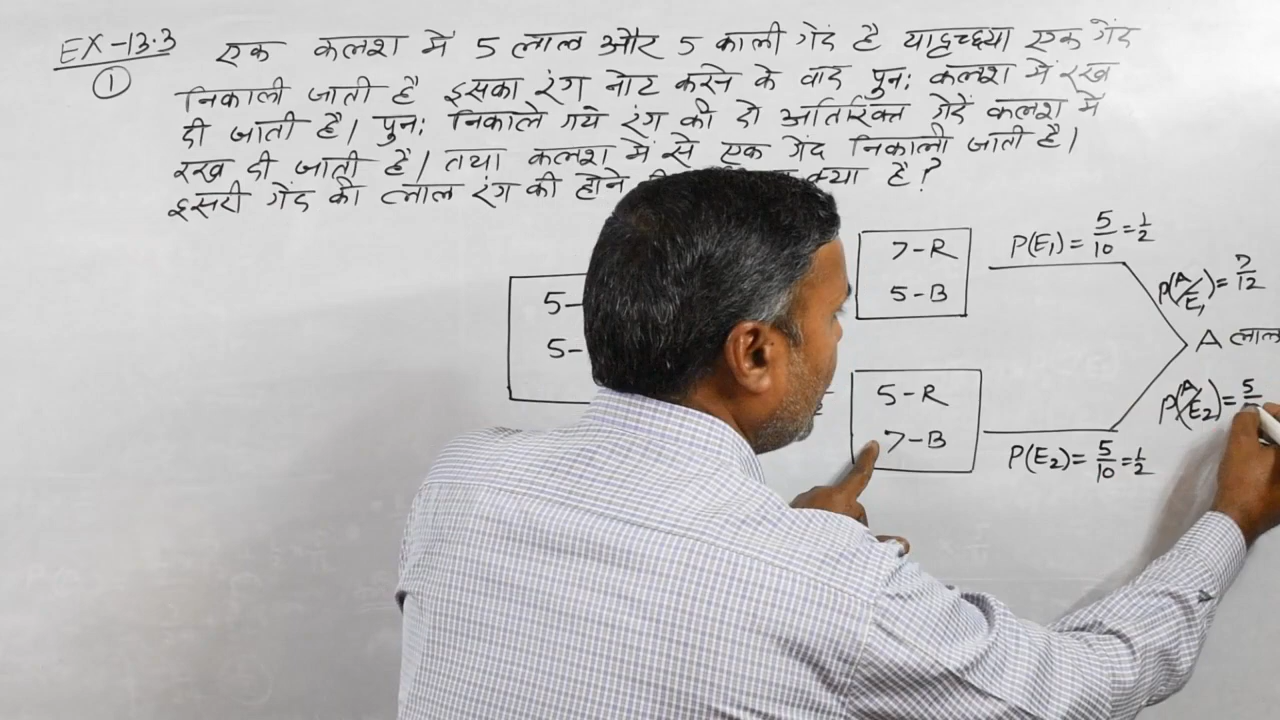 EX-13.3
①
एक कलश में 5 लाल और 5 काली गेंद है यादृच्छया एक गेंद
निकाली जाती है इसका रंग नोट करने के बाद पुन: कलश में रख
दी जाती है। पुन: निकाले गये रंग की दो अतिरिक्त गेंदें कलश में
रख दी जाती है। तथा कलश में से एक गेंद निकाली जाती है।
दूसरी गेंद की लाल रंग की होने क्या है?
5-
5-
7-R
5-B
P(E₁) = 5/10 = 1/2
P(A/E₁) = 7/12
A लाल
5-R
7-B
P(E₂) = 5/10 = 1/2
P(A/E₂) = 5/